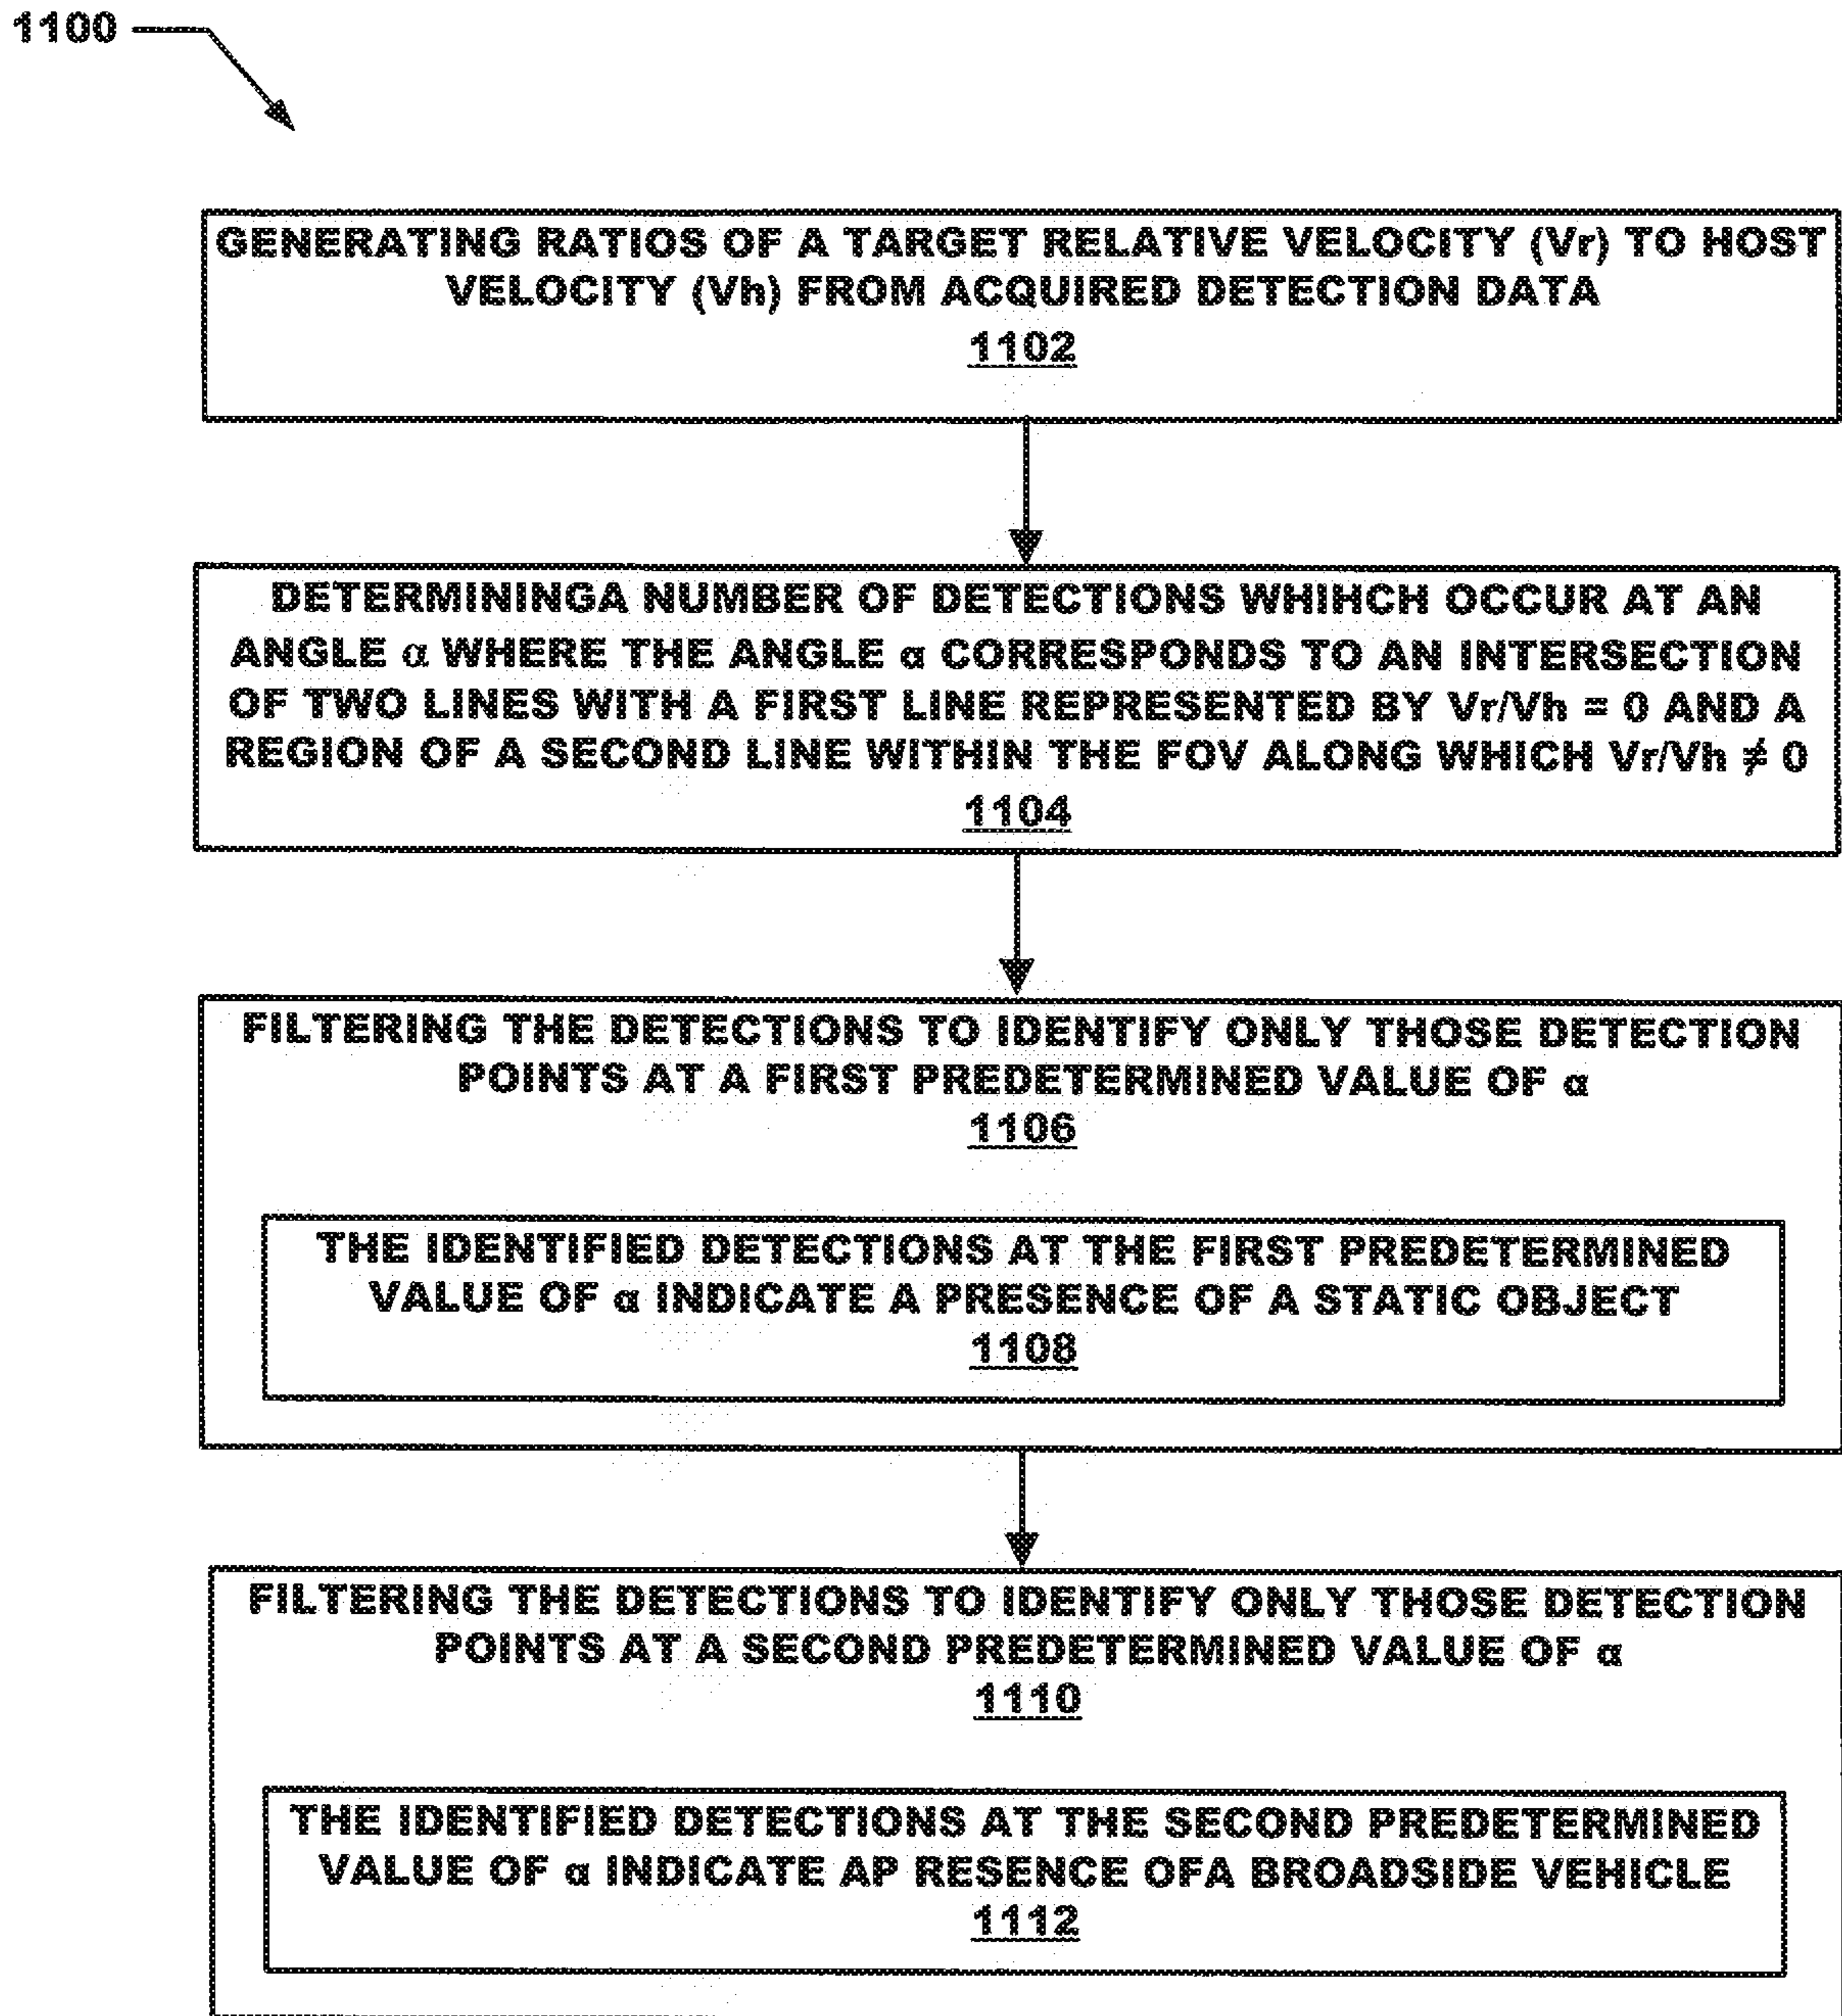 1100
GENERATING RATIOS OF A TARGET RELATIVE VELOCITY (Vr) TO HOST
VELOCITY (Vh) FROM ACQUIRED DETECTION DATA
1102
DETERMININGA NUMBER OF DETECTIONS WHIHCH OCCUR AT AN
ANGLE α WHERE THE ANGLE α CORRESPONDS TO AN INTERSECTION
OF TWO LINES WITH A FIRST LINE REPRESENTED BY Vr/Vh = 0 AND A
REGION OF A SECOND LINE WITHIN THE FOV ALONG WHICH Vr/Vh ≠ 0
1104
FILTERING THE DETECTIONS TO IDENTIFY ONLY THOSE DETECTION
POINTS AT A FIRST PREDETERMINED VALUE OF α
1106
THE IDENTIFIED DETECTIONS AT THE FIRST PREDETERMINED
VALUE OF α INDICATE A PRESENCE OF A STATIC OBJECT
1108
FILTERING THE DETECTIONS TO IDENTIFY ONLY THOSE DETECTION
POINTS AT A SECOND PREDETERMINED VALUE OF α
1110
THE IDENTIFIED DETECTIONS AT THE SECOND PREDETERMINED
VALUE OF α INDICATE AP RESENCE OFA BROADSIDE VEHICLE
1112